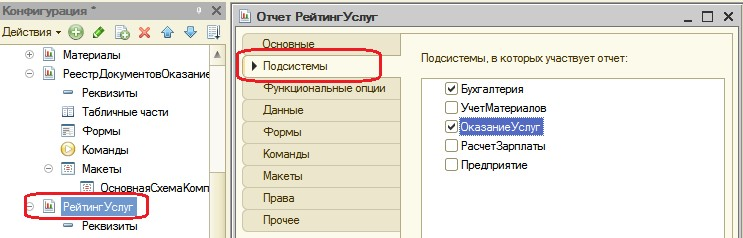 Конфигурация *
Действия
Материалы
РеестрДокументовОказание
Реквизиты
Табличные части
Формы
Команды
Макеты
ОсновнаяСхемаКомп
РейтингУслуг
Реквизиты
Отчет РейтингУслуг
Основные
Подсистемы
Функциональные опции
Данные
Формы
Команды
Макеты
Права
Прочее
Подсистемы, в которых участвует отчет:
Бухгалтерия
УчетМатериалов
ОказаниеУслуг
РасчетЗарплаты
Предприятие